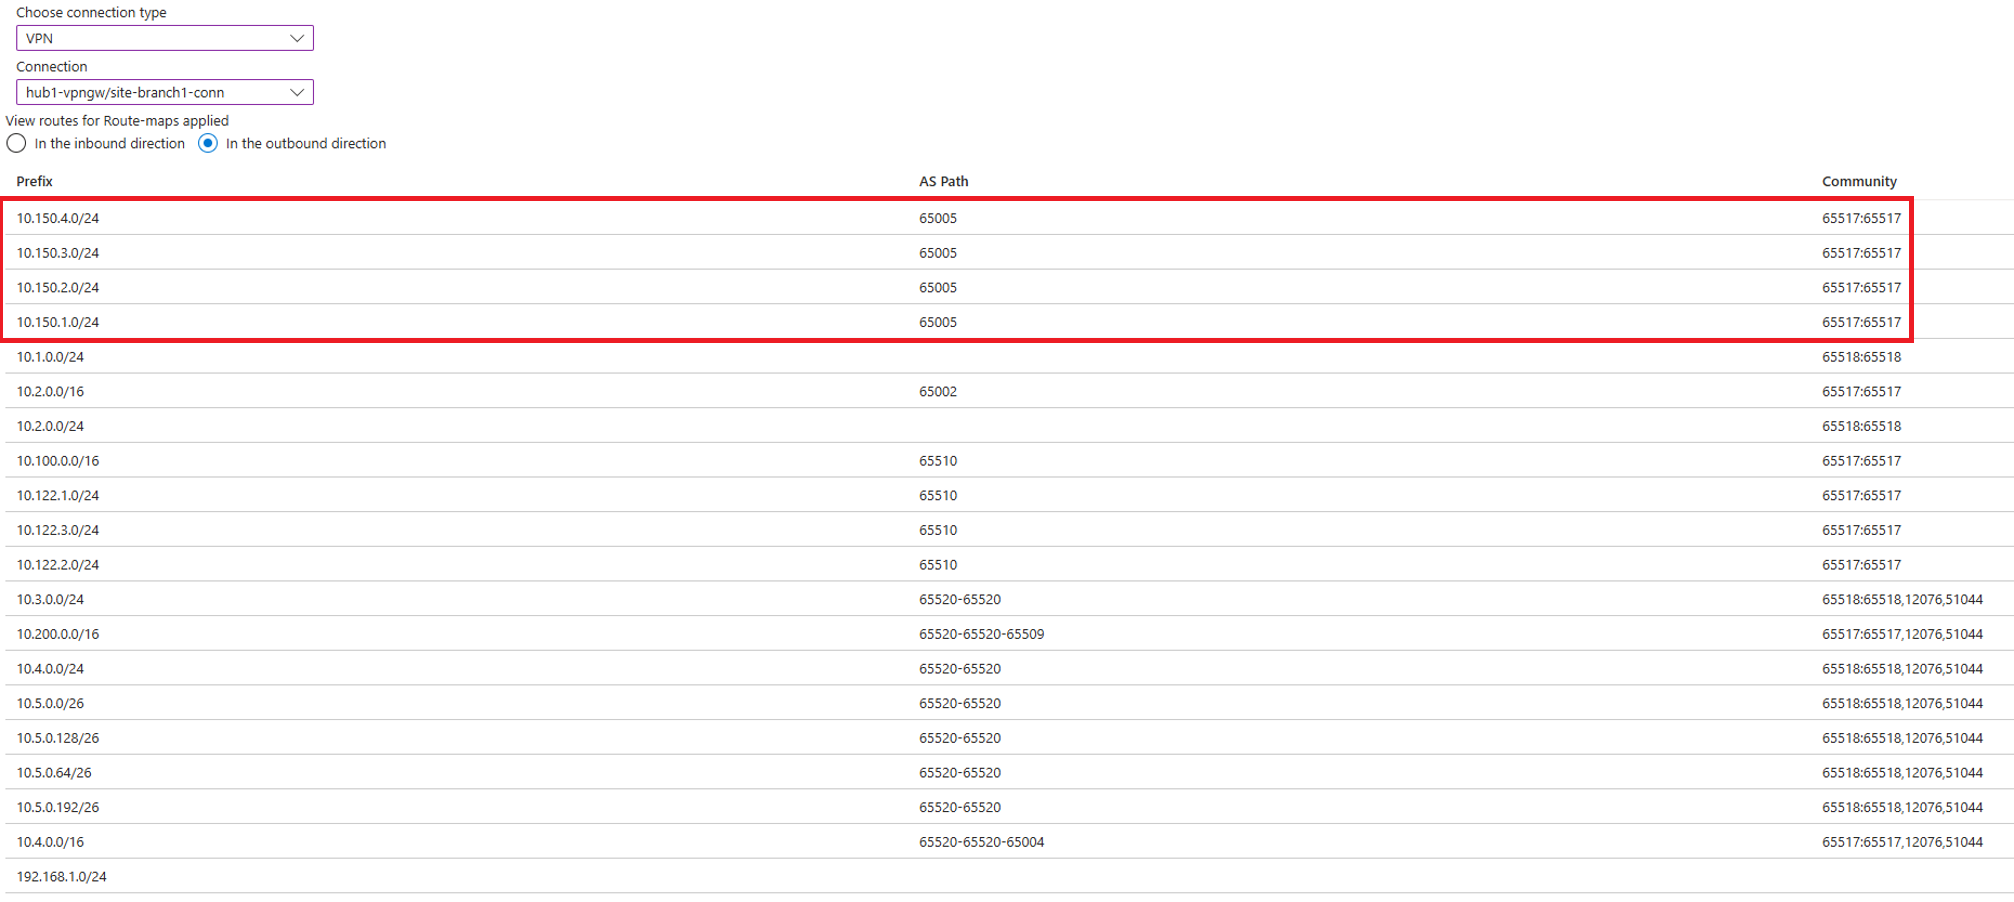 Choose connection type
VPN
Connection
hub1-vpngw/site-branch1-conn
View routes for Route-maps applied
In the inbound direction In the outbound direction
Prefix AS Path Community
10.150.4.0/24 65005 65517:65517
10.150.3.0/24 65005 65517:65517
10.150.2.0/24 65005 65517:65517
10.150.1.0/24 65005 65517:65517
10.1.0.0/24 65518:65518
10.2.0.0/16 65002 65517:65517
10.2.0.0/24 65518:65518
10.100.0.0/16 65510 65517:65517
10.122.1.0/24 65510 65517:65517
10.122.3.0/24 65510 65517:65517
10.122.2.0/24 65510 65517:65517
10.3.0.0/24 65520-65520 65518:65518,12076,51044
10.200.0.0/16 65520-65520-65509 65517:65517,12076,51044
10.4.0.0/24 65520-65520 65518:65518,12076,51044
10.5.0.0/26 65520-65520 65518:65518,12076,51044
10.5.0.128/26 65520-65520 65518:65518,12076,51044
10.5.0.64/26 65520-65520 65518:65518,12076,51044
10.5.0.192/26 65520-65520 65518:65518,12076,51044
10.4.0.0/16 65520-65520-65004 65517:65517,12076,51044
192.168.1.0/24